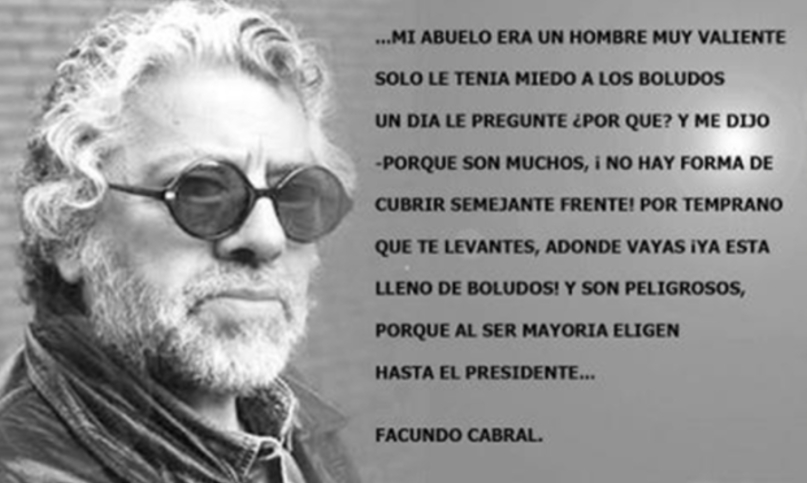 ...MI ABUELO ERA UN HOMBRE MUY VALIENTE
SOLO LE TENIA MIEDO A LOS BOLUDOS
UN DIA LE PREGUNTE ¿POR QUE? Y ME DIJO
-PORQUE SON MUCHOS, ¡ NO HAY FORMA DE
CUBRIR SEMEJANTE FRENTE! POR TEMPRANO
QUE TE LEVANTES, ADONDE VAYAS ¡YA ESTA
LLENO DE BOLUDOS! Y SON PELIGROSOS,
PORQUE AL SER MAYORIA ELIGEN
HASTA EL PRESIDENTE...
FACUNDO CABRAL.